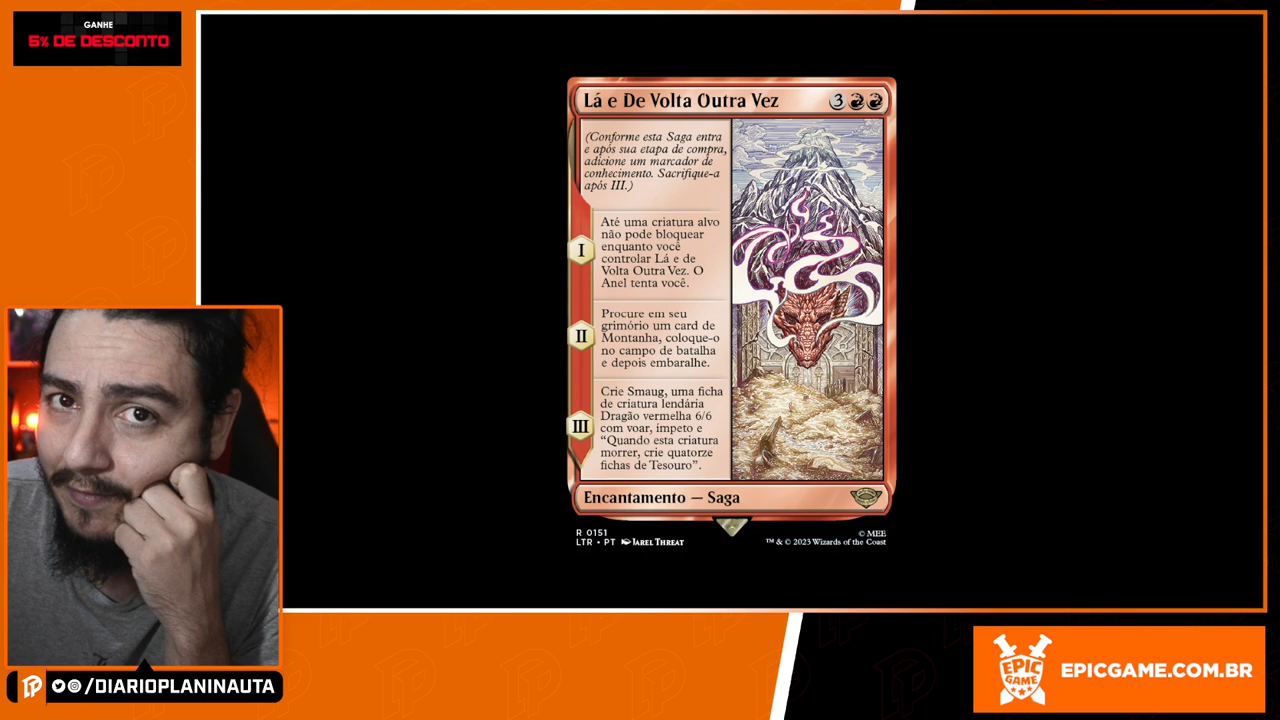 GANHE
5% DE DESCONTO
Lá e De Volta Outra Vez 3
(Conforme esta Saga entra
e após sua etapa de compra,
adicione um marcador de
conhecimento. Sacrifique-a
após III.)
I
Até uma criatura alvo
não pode bloquear
enquanto você
controlar Lá e de
Volta Outra Vez. O
Anel tenta você.
II
Procure em seu
grimório um card de
Montanha, coloque-o
no campo de batalha
e depois embaralhe.
III
Crie Smaug, uma ficha
de criatura lendária
Dragão vermelha 6/6
com voar, ímpeto e
“Quando esta criatura
morrer, crie quatorze
fichas de Tesouro”.
Encantamento — Saga
R 0151
LTR • PT JAREL THREAT
© MEE
™ & © 2023 Wizards of the Coast
/DIARIOPLANINAUTA
EPIC
GAME
EPICGAME.COM.BR